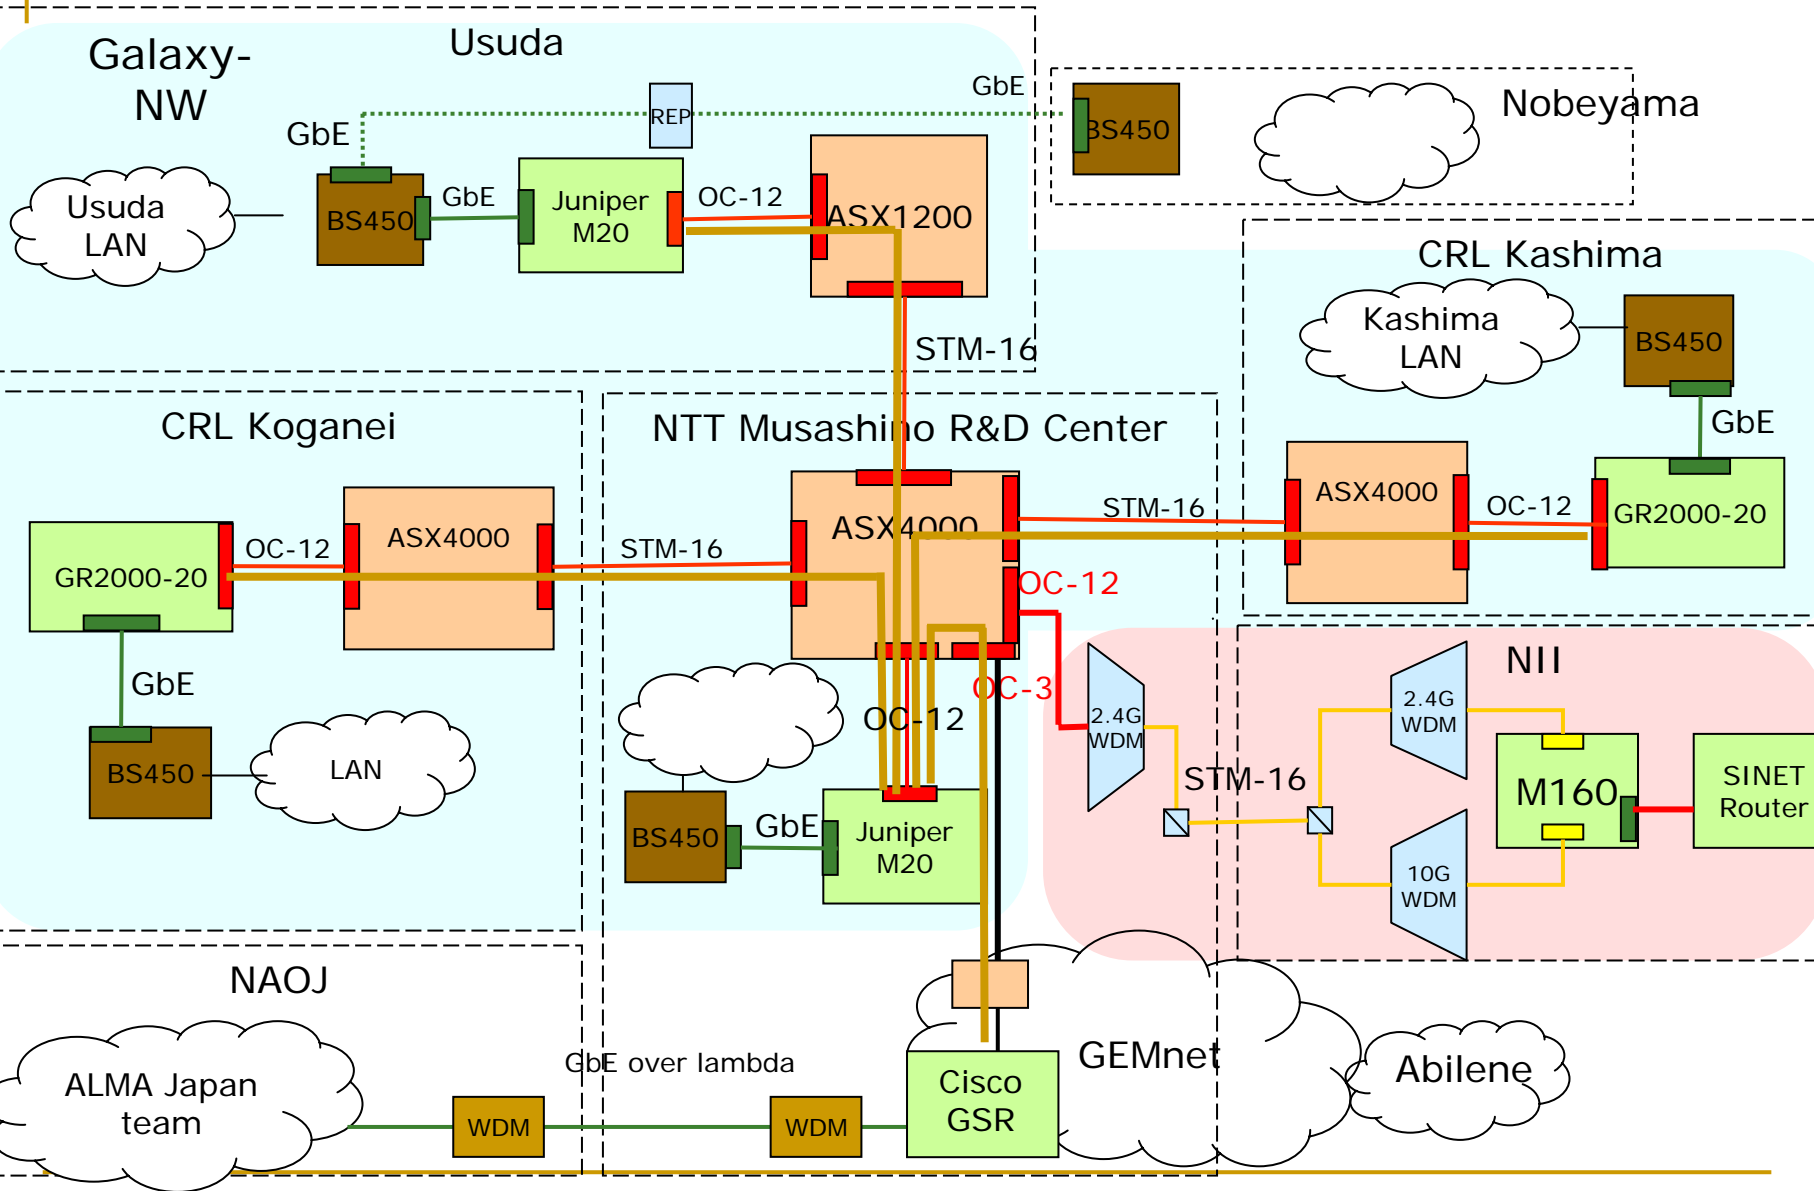 Galaxy-
NW
Usuda
GbE
REP
GbE
BS450
Nobeyama
Usuda
LAN
BS450
GbE
Juniper
M20
OC-12
ASX1200
STM-16
CRL Kashima
Kashima
LAN
BS450
GbE
CRL Koganei
GR2000-20
OC-12
ASX4000
STM-16
GbE
BS450
LAN
NTT Musashino R&D Center
ASX4000
STM-16
ASX4000
OC-12
GR2000-20
OC-12
OC-3
OC-12
BS450
GbE
Juniper
M20
2.4G
WDM
STM-16
NII
2.4G
WDM
M160
SINET
Router
10G
WDM
NAOJ
ALMA Japan
team
WDM
GbE over lambda
WDM
Cisco
GSR
GEMnet
Abilene